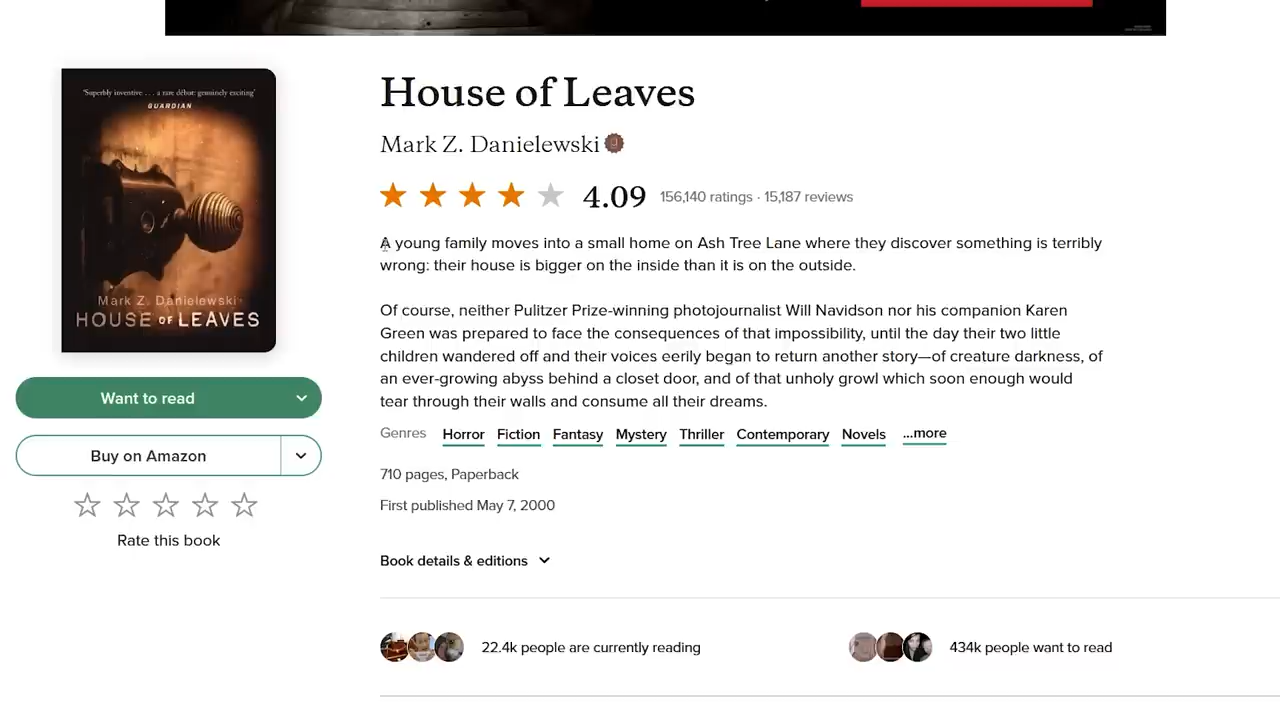 'Superbly inventive . . . a rare début: genuinely exciting'
GUARDIAN
Mark Z. Danielewski
HOUSE OF LEAVES
Want to read
Buy on Amazon
Rate this book
House of Leaves
Mark Z. Danielewski
4.09 156,140 ratings · 15,187 reviews
A young family moves into a small home on Ash Tree Lane where they discover something is terribly
wrong: their house is bigger on the inside than it is on the outside.
Of course, neither Pulitzer Prize-winning photojournalist Will Navidson nor his companion Karen
Green was prepared to face the consequences of that impossibility, until the day their two little
children wandered off and their voices eerily began to return another story—of creature darkness, of
an ever-growing abyss behind a closet door, and of that unholy growl which soon enough would
tear through their walls and consume all their dreams.
Genres Horror Fiction Fantasy Mystery Thriller Contemporary Novels ...more
710 pages, Paperback
First published May 7, 2000
Book details & editions
22.4k people are currently reading
434k people want to read